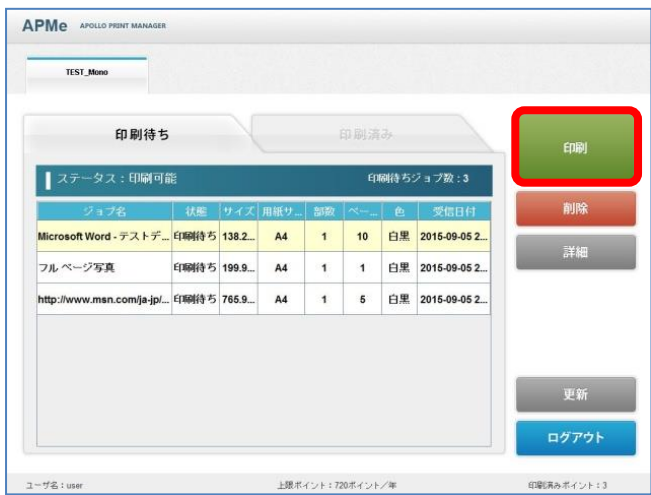 APMe APOLLO PRINT MANAGER
TEST_Mono
印刷待ち 印刷済み
印刷
ステータス：印刷可能 印刷待ちジョブ数：3
ジョブ名 状態 サイズ 用紙サ... 部数 ペー... 色 受信日付
削除
Microsoft Word - テストデ... 印刷待ち 138.2... A4 1 10 白黒 2015-09-05 2...
詳細
フル ページ写真 印刷待ち 199.9... A4 1 1 白黒 2015-09-05 2...
http://www.msn.com/ja-jp/... 印刷待ち 765.9... A4 1 5 白黒 2015-09-05 2...
更新
ログアウト
ユーザ名：user 上限ポイント：720ポイント／年 印刷済みポイント：3